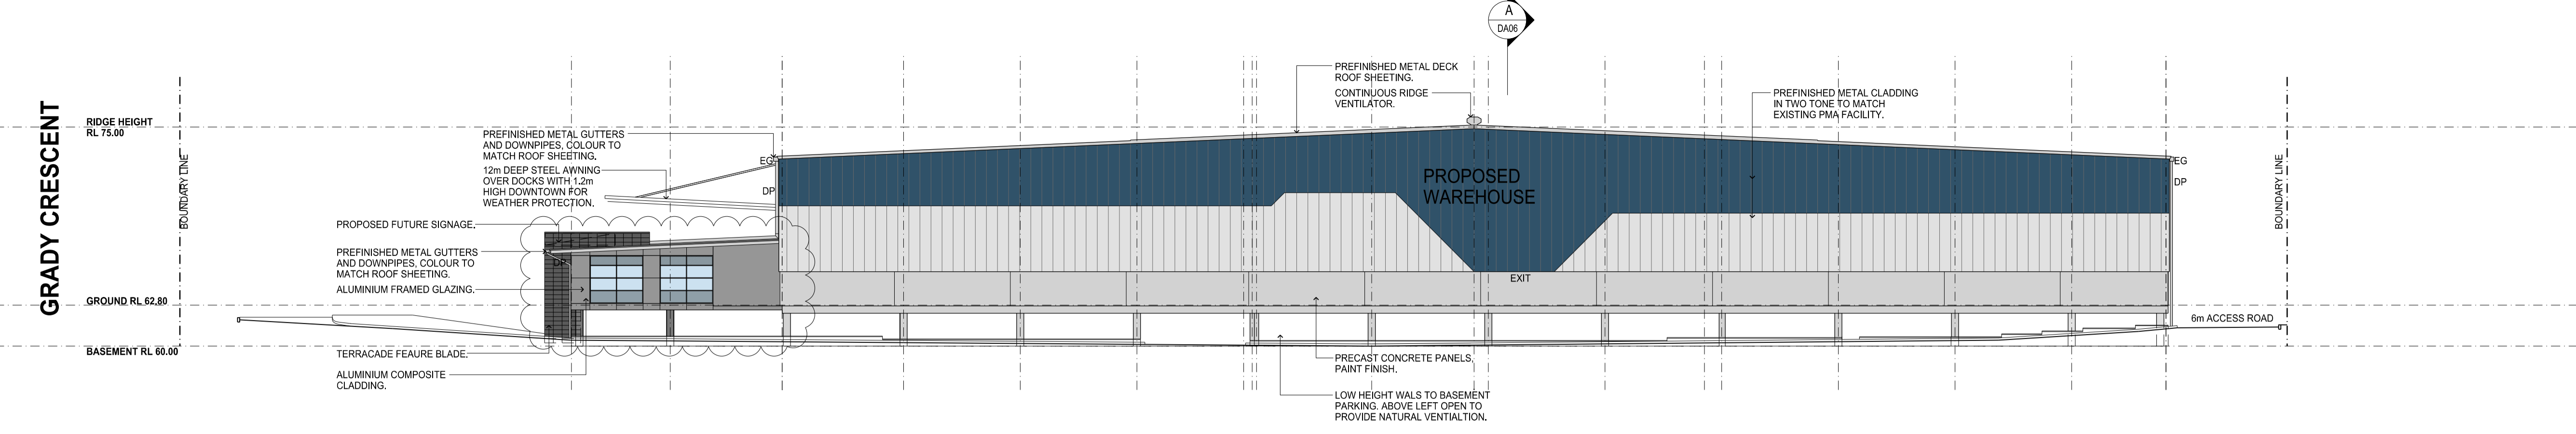 A
DA06
GRADY CRESCENT
RIDGE HEIGHT
RL 75.00
GROUND RL 62,80
BASEMENT RL 60.00
BOUNDARY LINE
PREFINISHED METAL GUTTERS
AND DOWNPIPES, COLOUR TO
MATCH ROOF SHEETING.
12m DEEP STEEL AWNING
OVER DOCKS WITH 1.2m
HIGH DOWNTOWN FOR
WEATHER PROTECTION.
PROPOSED FUTURE SIGNAGE.
PREFINISHED METAL GUTTERS
AND DOWNPIPES, COLOUR TO
MATCH ROOF SHEETING.
ALUMINIUM FRAMED GLAZING.
TERRACADE FEAURE BLADE.
ALUMINIUM COMPOSITE
CLADDING.
EG
DP
DP
PREFINISHED METAL DECK
ROOF SHEETING.
CONTINUOUS RIDGE
VENTILATOR.
PROPOSED
WAREHOUSE
EXIT
PRECAST CONCRETE PANELS,
PAINT FINISH.
LOW HEIGHT WALS TO BASEMENT
PARKING. ABOVE LEFT OPEN TO
PROVIDE NATURAL VENTIALTION.
PREFINISHED METAL CLADDING
IN TWO TONE TO MATCH
EXISTING PMA FACILITY.
EG
DP
6m ACCESS ROAD
BOUNDARY LINE